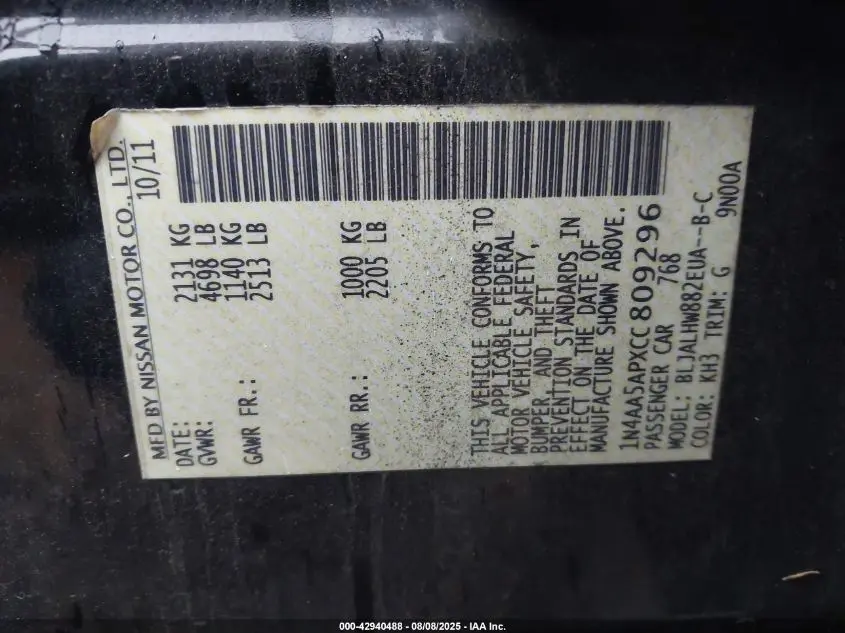 MFD BY NISSAN MOTOR CO., LTD.
DATE: 10/11
GVWR: 2131 KG
4698 LB
GAWR FR.: 1140 KG
2513 LB
GAWR RR.: 1000 KG
2205 LB
THIS VEHICLE CONFORMS TO
ALL APPLICABLE FEDERAL
MOTOR VEHICLE SAFETY,
BUMPER, AND THEFT
PREVENTION STANDARDS IN
EFFECT ON THE DATE OF
MANUFACTURE SHOWN ABOVE.
1N4AA5APXCC809296
PASSENGER CAR 768
MODEL: BLJALHW882EUA--B-C
COLOR: KH3 TRIM: G 9N00A
000-42940488 - 08/08/2025 - IAA Inc.